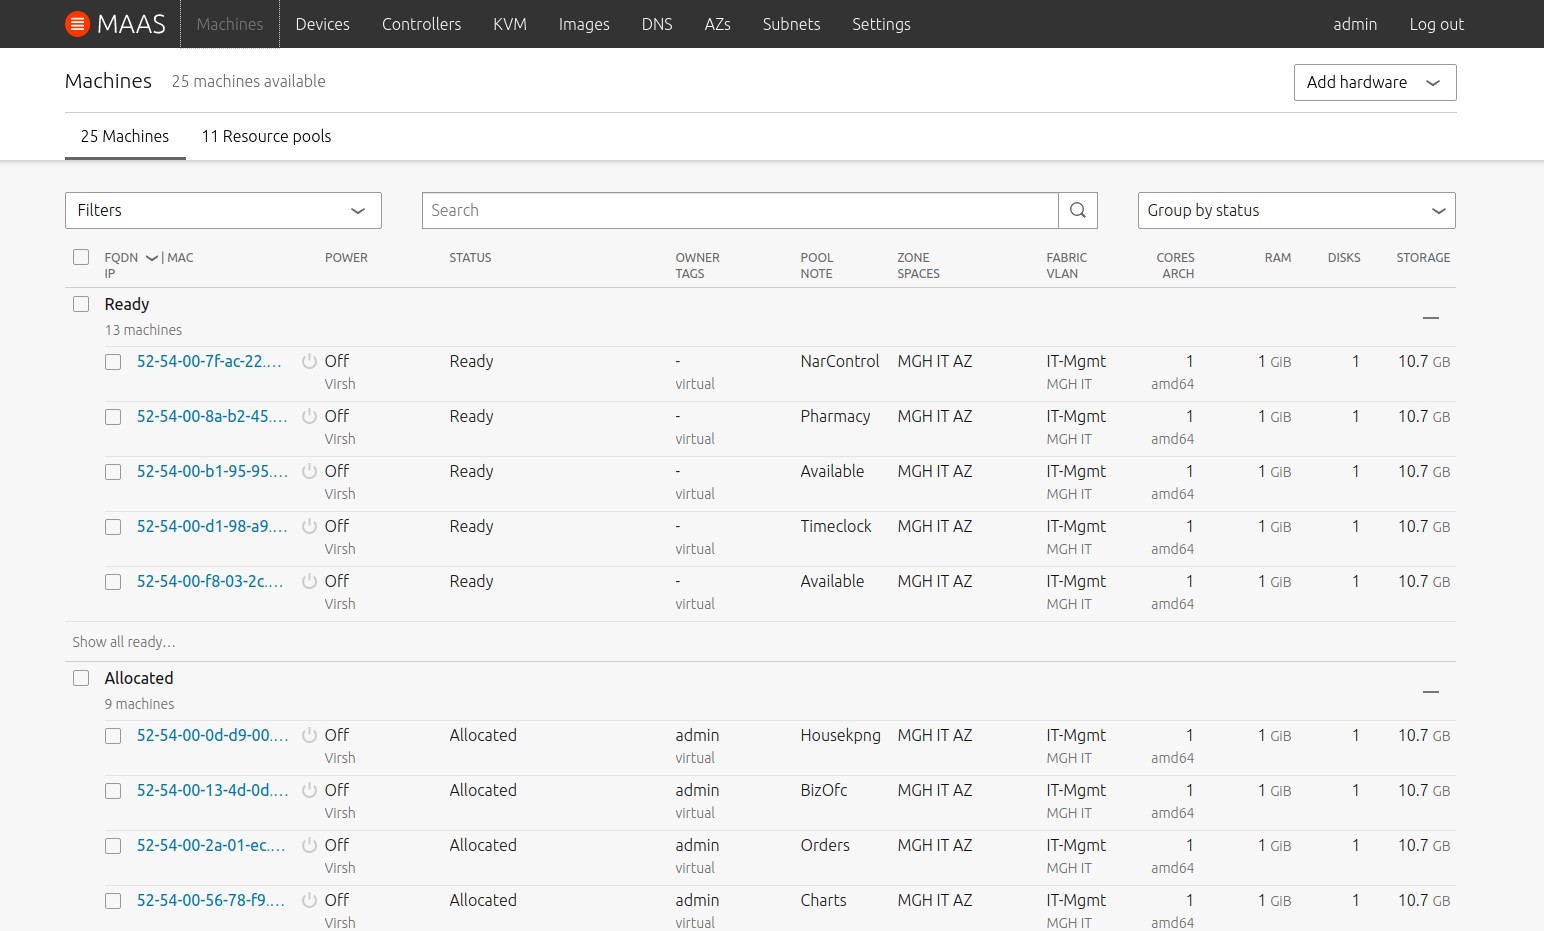 MAAS Machines Devices Controllers KVM Images DNS AZs Subnets Settings admin Log out
Machines 25 machines available Add hardware
25 Machines 11 Resource pools
Filters Search Group by status
FQDN | MAC POWER STATUS OWNER POOL ZONE FABRIC CORES RAM DISKS STORAGE
IP TAGS NOTE SPACES VLAN ARCH
Ready
13 machines
52-54-00-7f-ac-22.... Off Ready - NarControl MGH IT AZ IT-Mgmt 1 1 GiB 1 10.7 GB
Virsh virtual MGH IT amd64
52-54-00-8a-b2-45.... Off Ready - Pharmacy MGH IT AZ IT-Mgmt 1 1 GiB 1 10.7 GB
Virsh virtual MGH IT amd64
52-54-00-b1-95-95.... Off Ready - Available MGH IT AZ IT-Mgmt 1 1 GiB 1 10.7 GB
Virsh virtual MGH IT amd64
52-54-00-d1-98-a9.... Off Ready - Timeclock MGH IT AZ IT-Mgmt 1 1 GiB 1 10.7 GB
Virsh virtual MGH IT amd64
52-54-00-f8-03-2c.... Off Ready - Available MGH IT AZ IT-Mgmt 1 1 GiB 1 10.7 GB
Virsh virtual MGH IT amd64
Show all ready...
Allocated
9 machines
52-54-00-0d-d9-00.... Off Allocated admin Housekpng MGH IT AZ IT-Mgmt 1 1 GiB 1 10.7 GB
Virsh virtual MGH IT amd64
52-54-00-13-4d-0d.... Off Allocated admin BizOfc MGH IT AZ IT-Mgmt 1 1 GiB 1 10.7 GB
Virsh virtual MGH IT amd64
52-54-00-2a-01-ec.... Off Allocated admin Orders MGH IT AZ IT-Mgmt 1 1 GiB 1 10.7 GB
Virsh virtual MGH IT amd64
52-54-00-56-78-f9.... Off Allocated admin Charts MGH IT AZ IT-Mgmt 1 1 GiB 1 10.7 GB
Virsh virtual MGH IT amd64